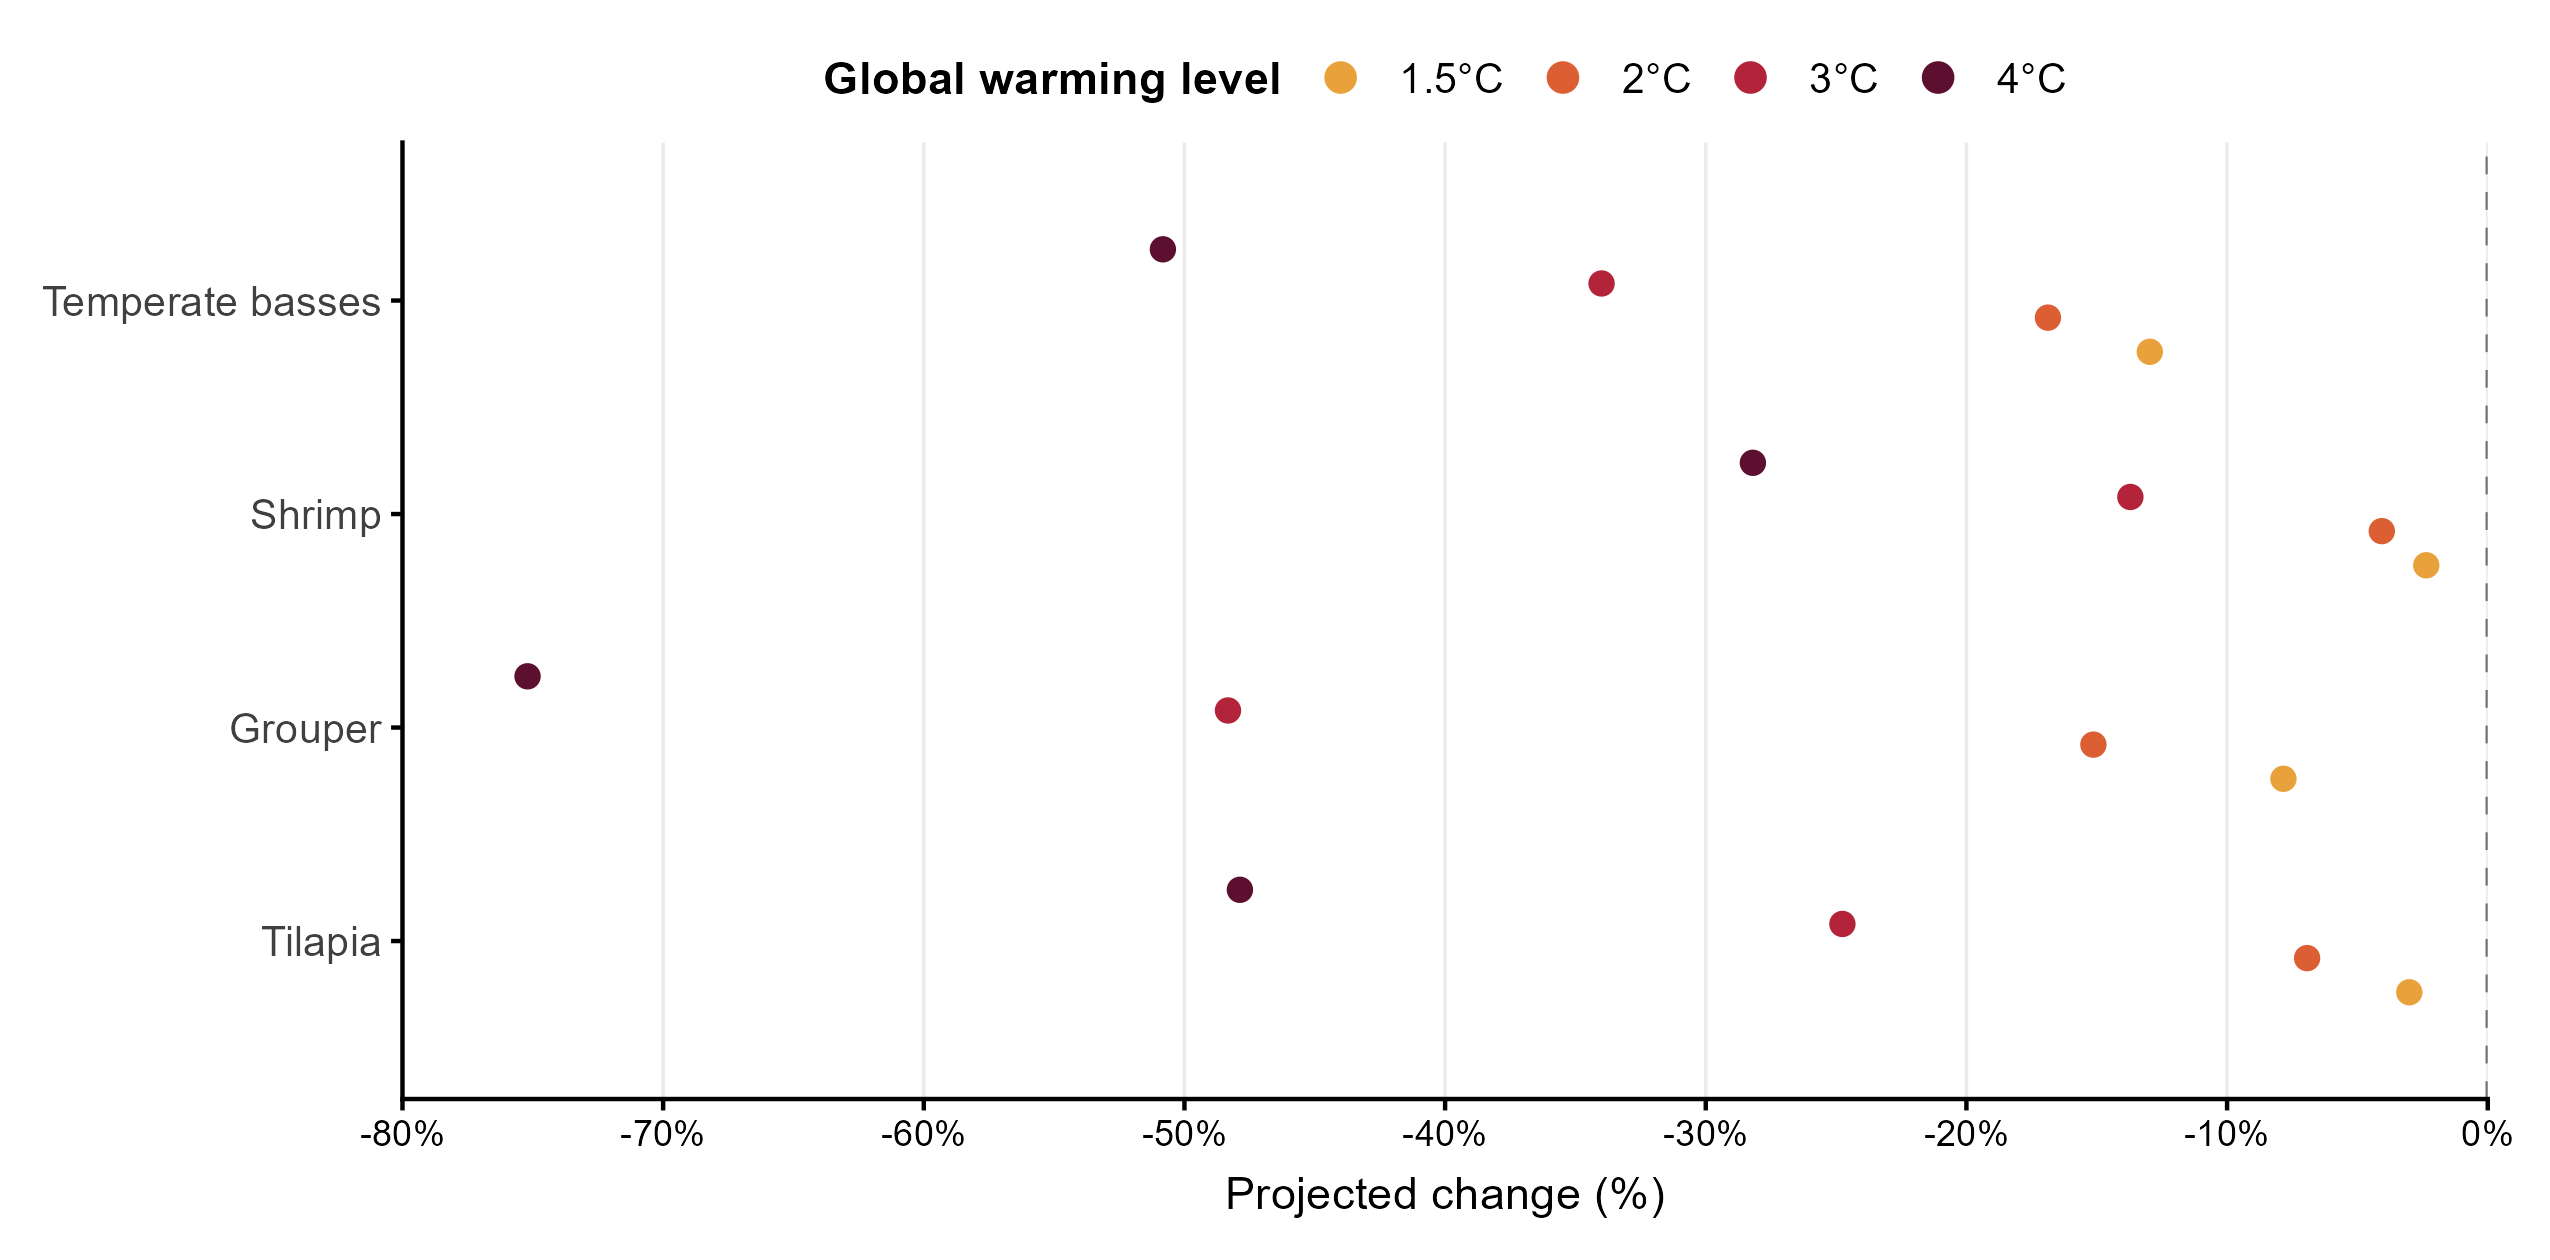 Global warming level 1.5°C 2°C 3°C 4°C
Temperate basses
Shrimp
Grouper
Tilapia
-80% -70% -60% -50% -40% -30% -20% -10% 0%
Projected change (%)